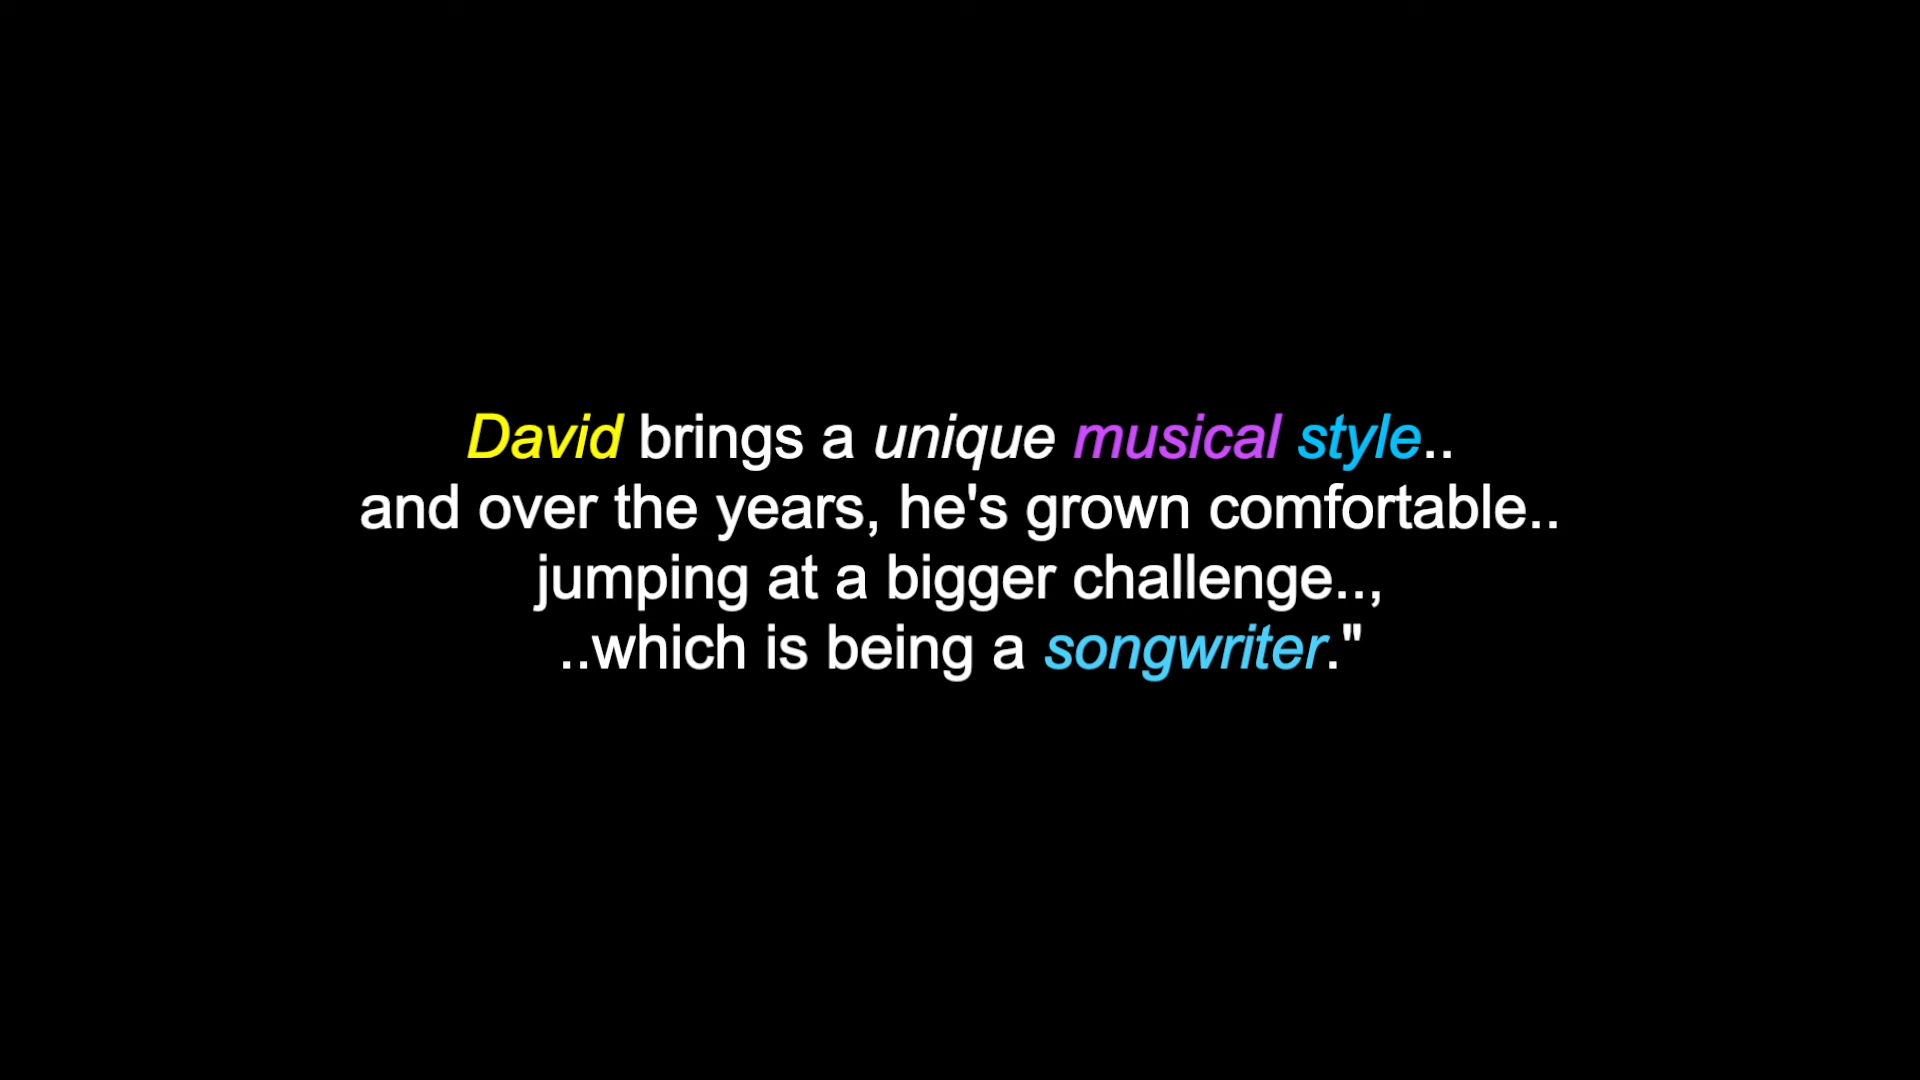 David brings a unique musical style..
and over the years, he's grown comfortable..
jumping at a bigger challenge..,
..which is being a songwriter."